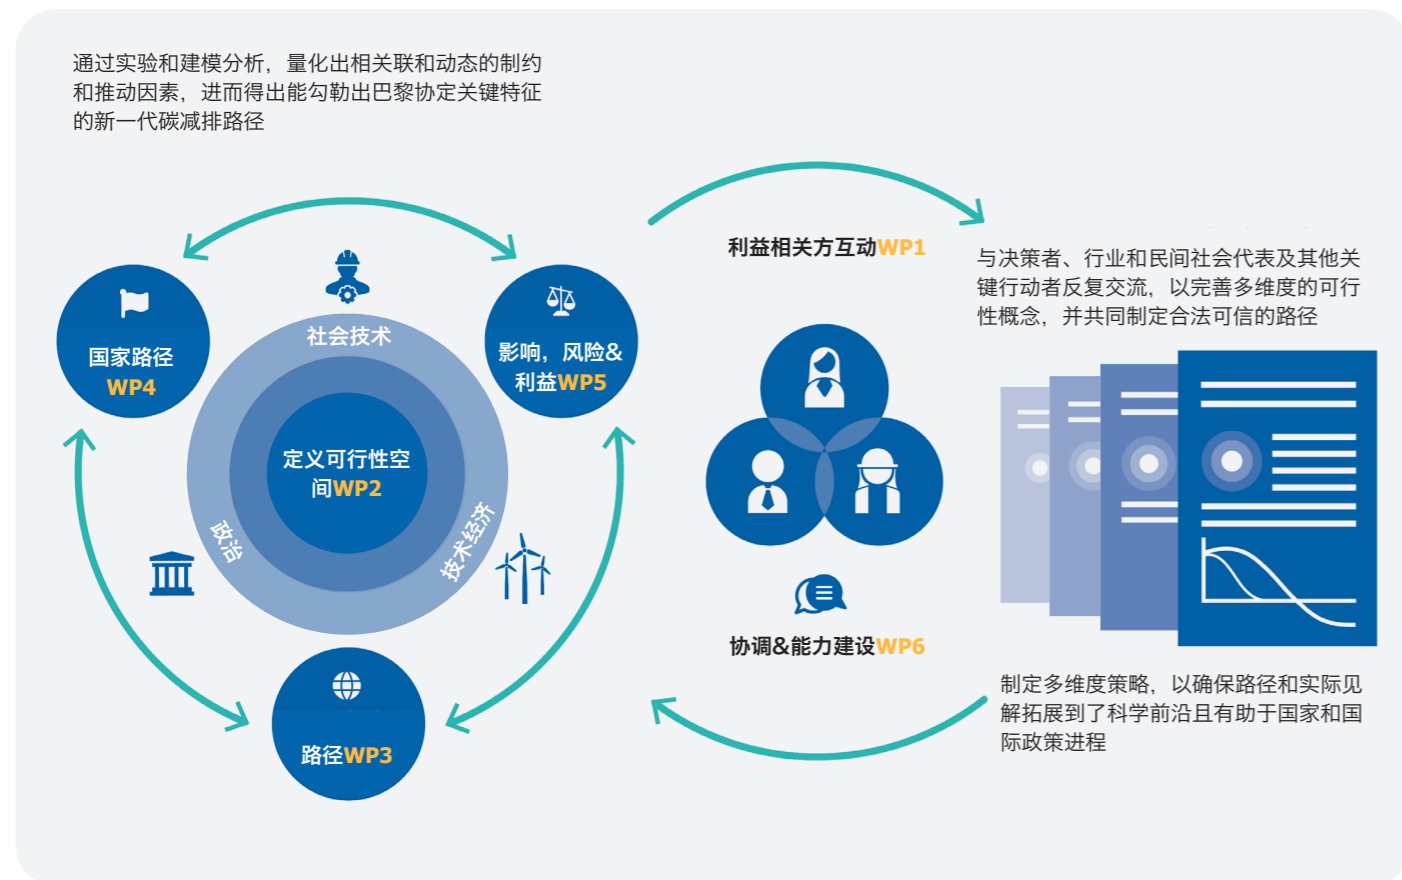 通过实验和建模分析，量化出相关联和动态的制约
和推动因素，进而得出能勾勒出巴黎协定关键特征
的新一代碳减排路径
国家路径
WP4
社会技术
影响，风险&
利益WP5
定义可行性空
间WP2
政治
技术经济
路径WP3
利益相关方互动WP1
协调&能力建设WP6
与决策者、行业和民间社会代表及其他关
键行动者反复交流，以完善多维度的可行
性概念，并共同制定合法可信的路径
制定多维度策略，以确保路径和实际见
解拓展到了科学前沿且有助于国家和国
际政策进程